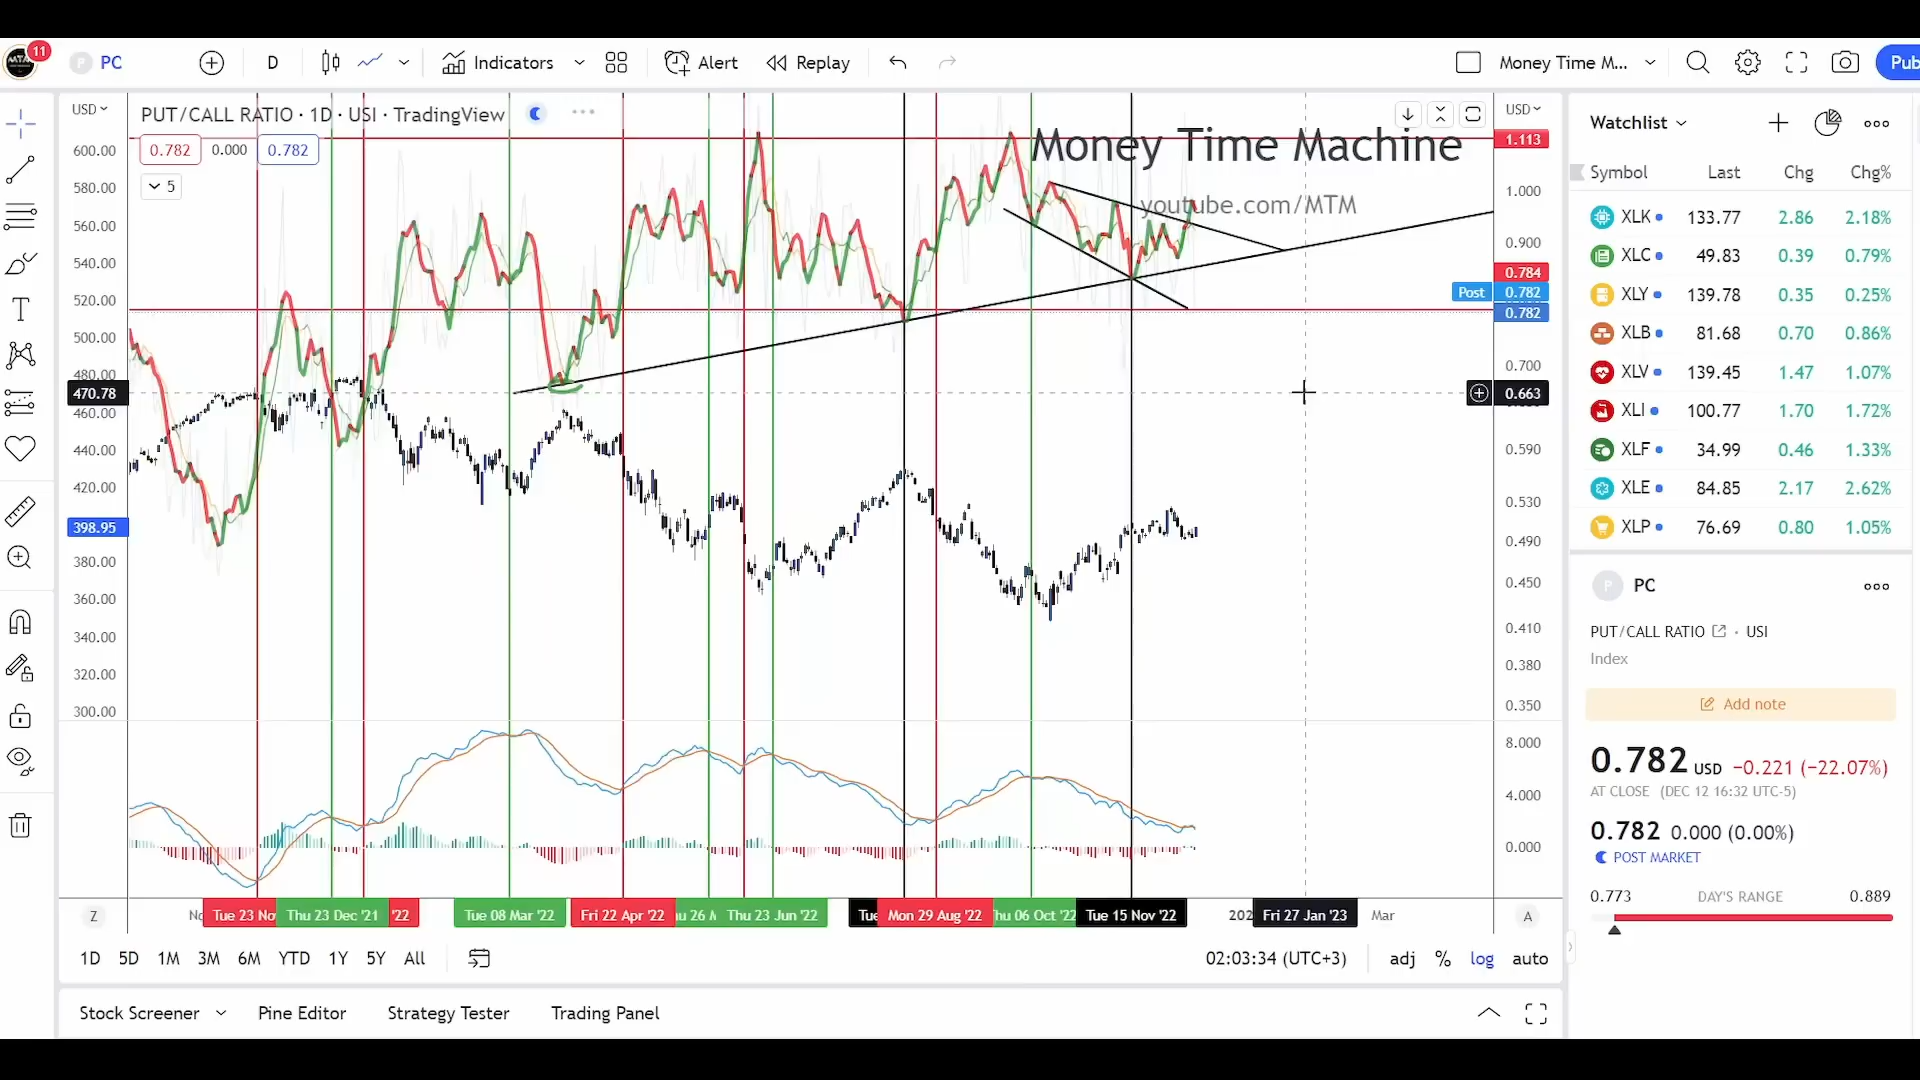 11
P PC
D
Indicators
Alert
Replay
Money Time M...
Pub
USD
PUT/CALL RATIO · 1D · USI · TradingView
USD
0.782 0.000 0.782
5
Money Time Machine
youtube.com/MTM
600.00
580.00
560.00
540.00
520.00
500.00
480.00
470.78
460.00
440.00
420.00
398.95
380.00
360.00
340.00
320.00
300.00
1.113
1.000
0.900
0.784
Post 0.782
0.782
0.700
0.663
0.590
0.530
0.490
0.450
0.410
0.380
0.350
8.000
4.000
0.000
Z
Tue 23 No
Thu 23 Dec '21
'22
Tue 08 Mar '22
Fri 22 Apr '22
Thu 23 Jun '22
Tue
Mon 29 Aug '22
Thu 06 Oct '22
Tue 15 Nov '22
202
Fri 27 Jan '23
Mar
A
1D 5D 1M 3M 6M YTD 1Y 5Y All
02:03:34 (UTC+3) adj % log auto
Stock Screener Pine Editor Strategy Tester Trading Panel
Watchlist
Symbol Last Chg Chg%
XLK 133.77 2.86 2.18%
XLC 49.83 0.39 0.79%
XLY 139.78 0.35 0.25%
XLB 81.68 0.70 0.86%
XLV 139.45 1.47 1.07%
XLI 100.77 1.70 1.72%
XLF 34.99 0.46 1.33%
XLE 84.85 2.17 2.62%
XLP 76.69 0.80 1.05%
P PC
PUT/CALL RATIO · USI
Index
Add note
0.782 USD −0.221 (−22.07%)
AT CLOSE (DEC 12 16:32 UTC-5)
0.782 0.000 (0.00%)
POST MARKET
0.773 DAY'S RANGE 0.889